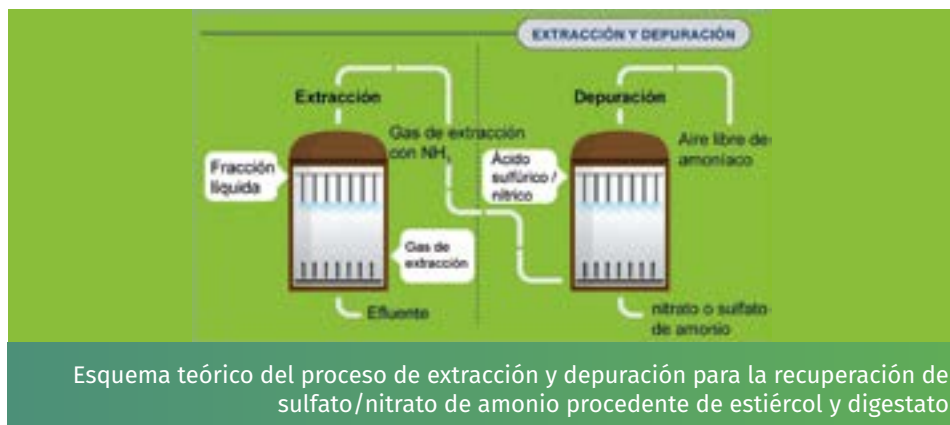 EXTRACCIÓN Y DEPURACIÓN
Extracción
Gas de extracción
con NH₃
Fracción
líquida
Gas de
extracción
Efluente
Depuración
Aire libre de
amoníaco
Ácido
sulfúrico /
nítrico
nitrato o sulfato
de amonio
Esquema teórico del proceso de extracción y depuración para la recuperación de
sulfato/nitrato de amonio procedente de estiércol y digestato